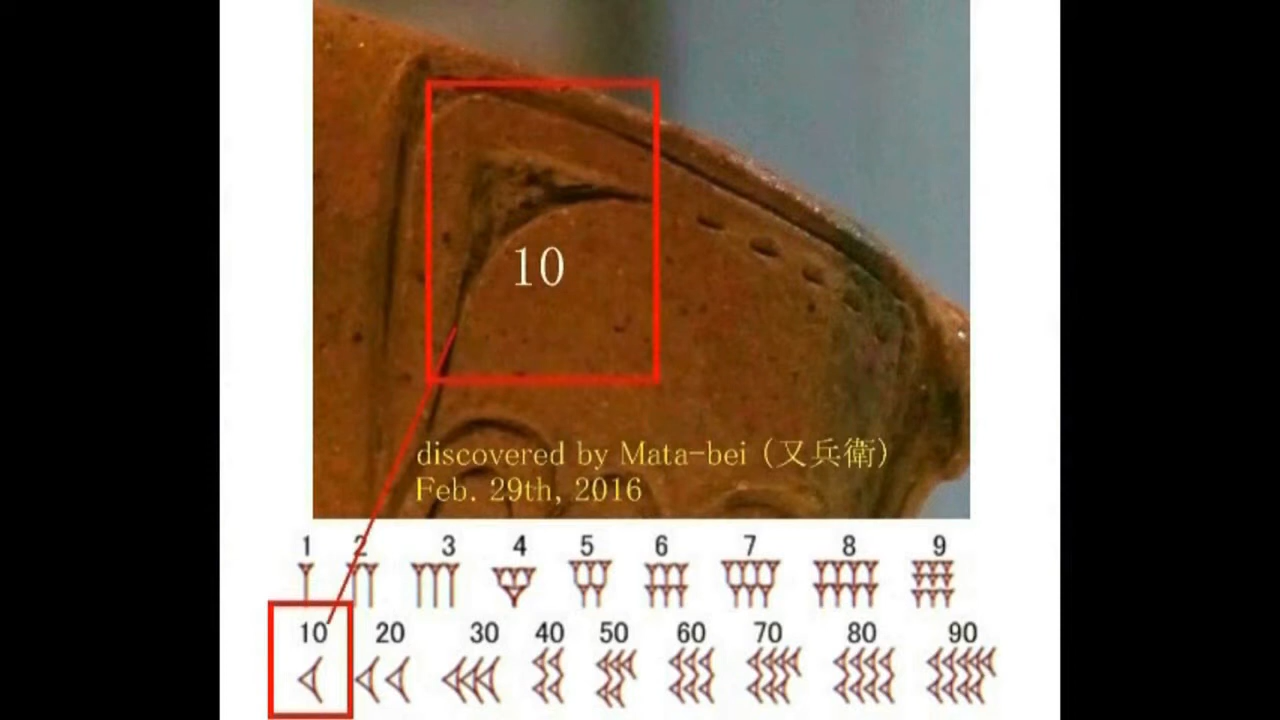 10
discovered by Mata-bei (又兵衛)
Feb. 29th, 2016
1 2 3 4 5 6 7 8 9
10 20 30 40 50 60 70 80 90